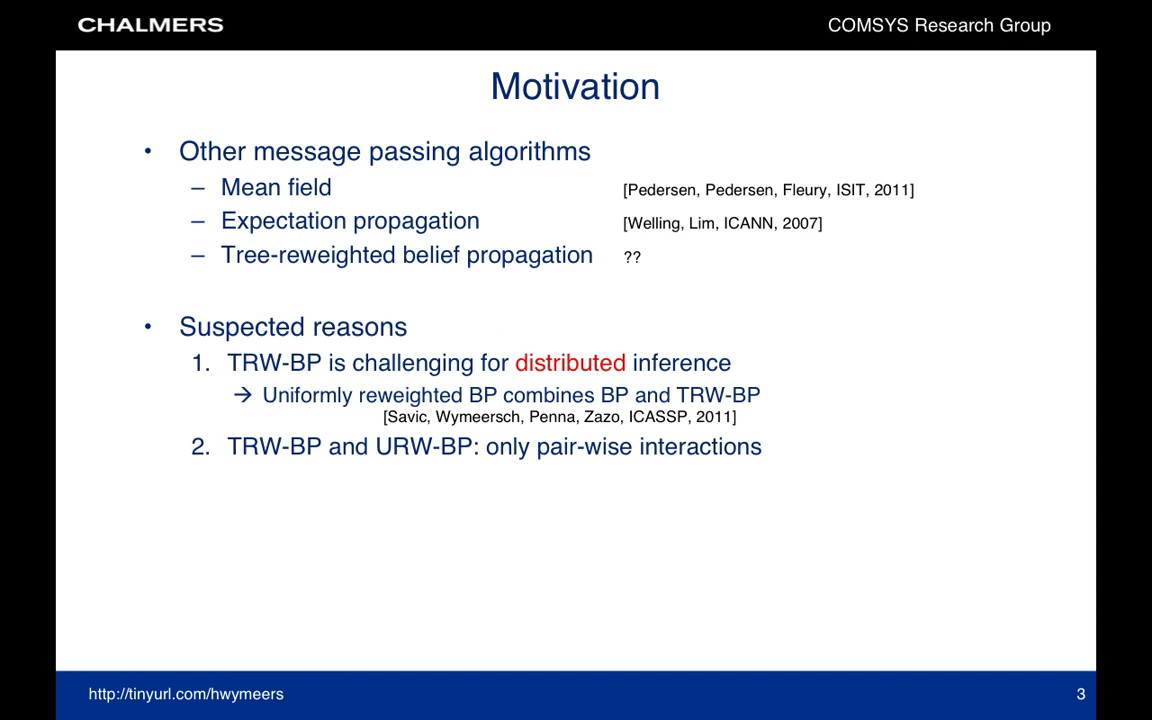 CHALMERS
COMSYS Research Group
Motivation
• Other message passing algorithms
– Mean field [Pedersen, Pedersen, Fleury, ISIT, 2011]
– Expectation propagation [Welling, Lim, ICANN, 2007]
– Tree-reweighted belief propagation ??
• Suspected reasons
1. TRW-BP is challenging for distributed inference
→ Uniformly reweighted BP combines BP and TRW-BP
[Savic, Wymeersch, Penna, Zazo, ICASSP, 2011]
2. TRW-BP and URW-BP: only pair-wise interactions
http://tinyurl.com/hwymeers
3